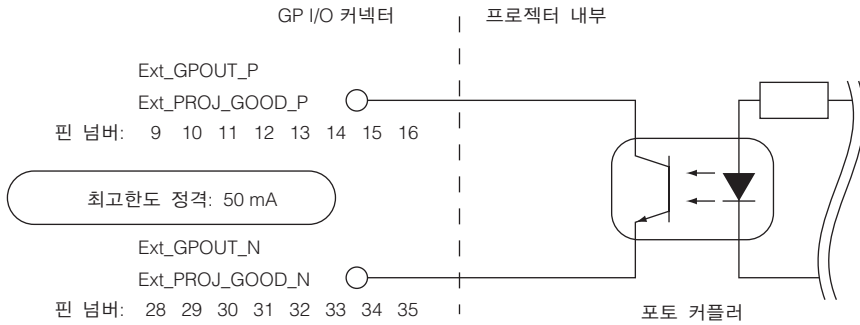 GP I/O 커넥터
프로젝터 내부
Ext_GPOUT_P
Ext_PROJ_GOOD_P
핀 넘버: 9 10 11 12 13 14 15 16
최고한도 정격: 50 mA
Ext_GPOUT_N
Ext_PROJ_GOOD_N
핀 넘버: 28 29 30 31 32 33 34 35
포토 커플러